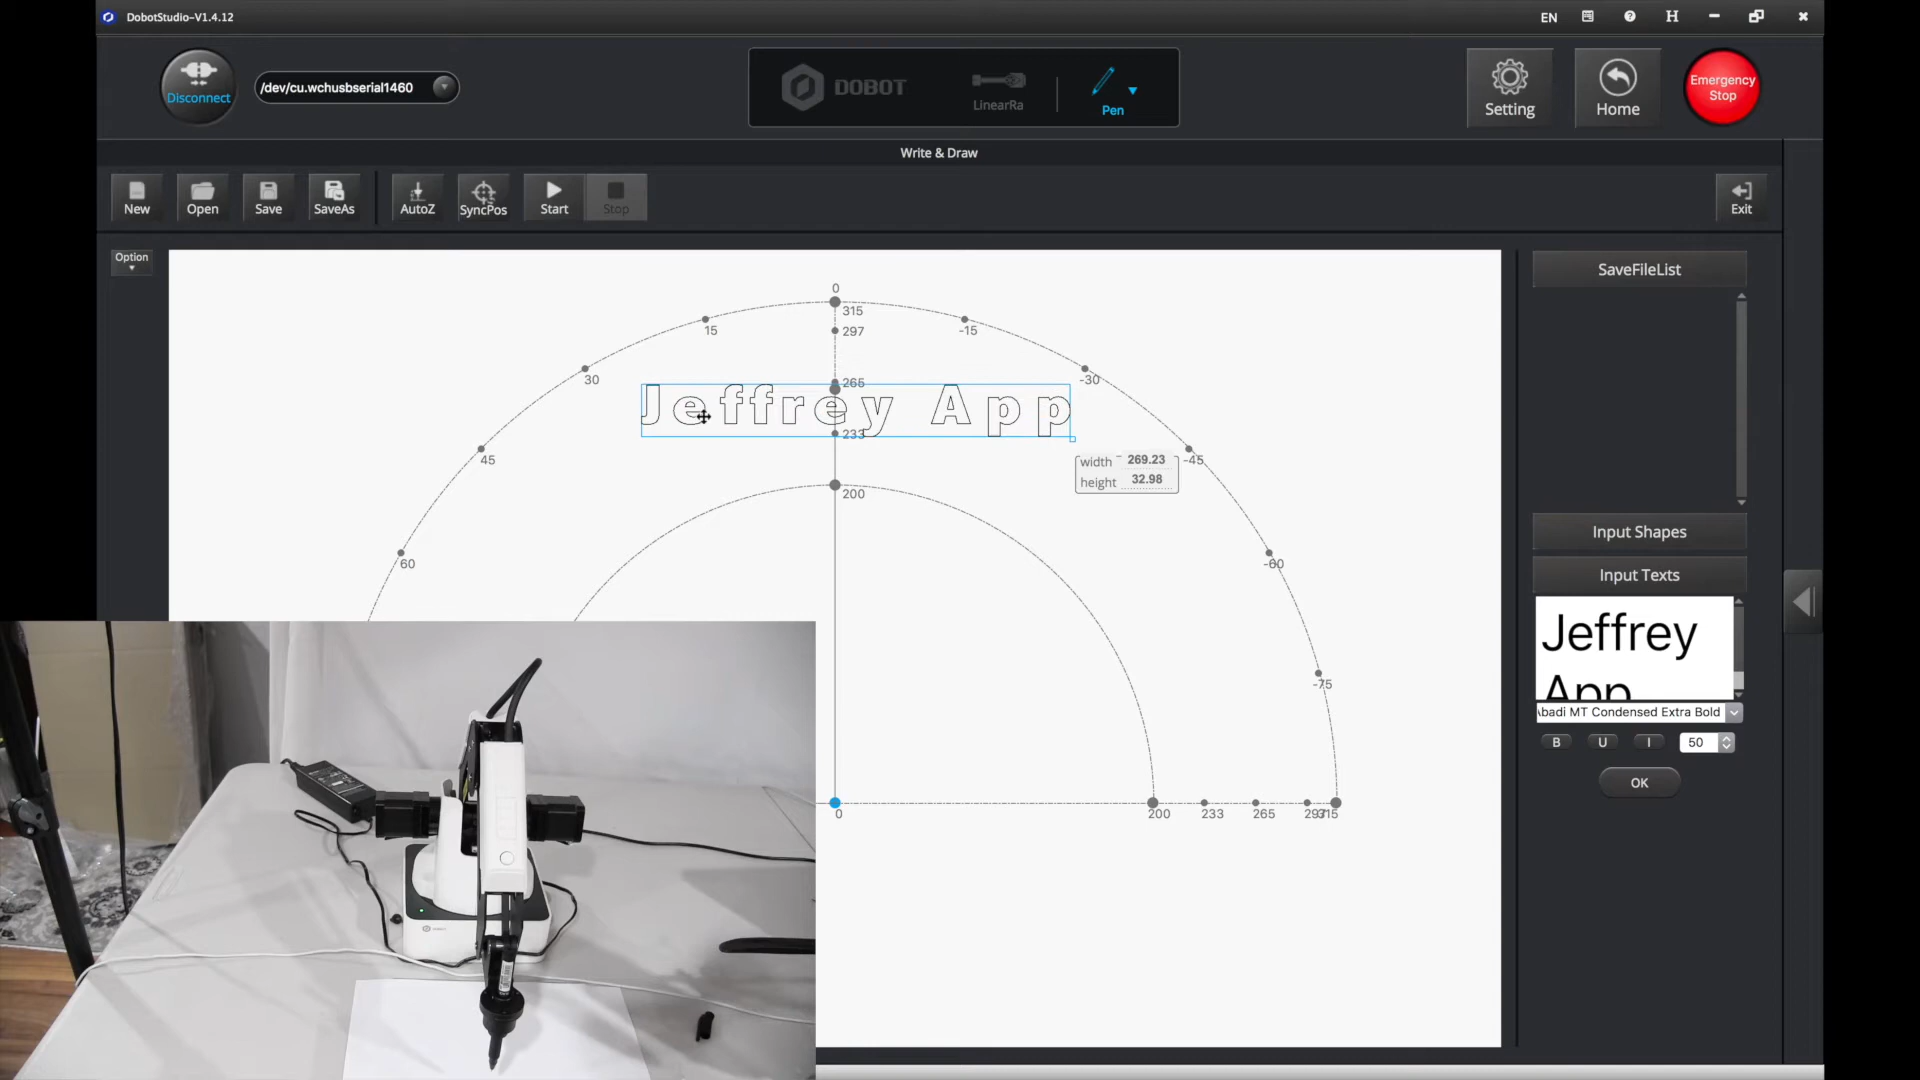 DobotStudio-V1.4.12
EN
H
Disconnect
/dev/cu.wchusbserial1460
DOBOT
LinearRa
Pen
Setting
Home
Emergency
Stop
Write & Draw
New
Open
Save
SaveAs
AutoZ
SyncPos
Start
Stop
Exit
Option
0
315
15
-15
297
30
-30
265
Jeffrey App
233
45
-45
width 269.23
height 32.98
200
60
-60
-75
0
200
233
265
297
315
SaveFileList
Input Shapes
Input Texts
Jeffrey
App
Abadi MT Condensed Extra Bold
B
U
I
50
OK